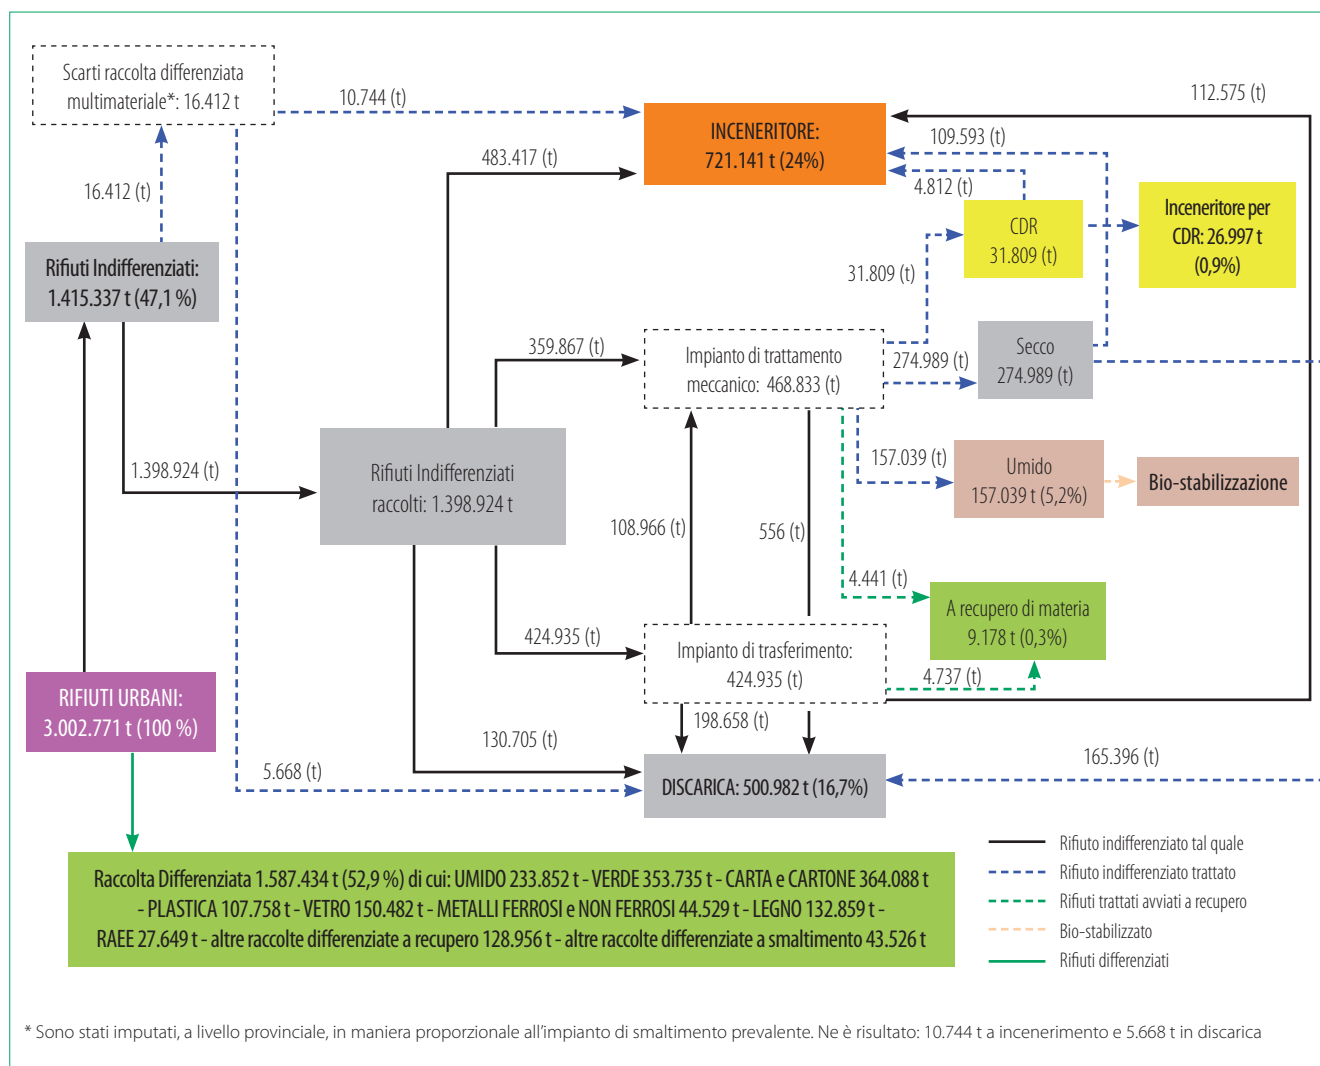 Scarti raccolta differenziata
multimateriale*: 16.412 t
10.744 (t)
112.575 (t)
INCENERITORE:
721.141 t (24%)
109.593 (t)
483.417 (t)
4.812 (t)
16.412 (t)
CDR
31.809 (t)
Inceneritore per
CDR: 26.997 t
(0,9%)
Rifiuti Indifferenziati:
1.415.337 t (47,1 %)
31.809 (t)
359.867 (t)
Impianto di trattamento
meccanico: 468.833 (t)
274.989 (t)
Secco
274.989 (t)
1.398.924 (t)
Rifiuti Indifferenziati
raccolti: 1.398.924 t
157.039 (t)
Umido
157.039 t (5,2%)
Bio-stabilizzazione
108.966 (t)
556 (t)
4.441 (t)
A recupero di materia
9.178 t (0,3%)
424.935 (t)
Impianto di trasferimento:
424.935 (t)
4.737 (t)
RIFIUTI URBANI:
3.002.771 t (100 %)
198.658 (t)
130.705 (t)
5.668 (t)
165.396 (t)
DISCARICA: 500.982 t (16,7%)
Rifiuto indifferenziato tal quale
Rifiuto indifferenziato trattato
Rifiuti trattati avviati a recupero
Bio-stabilizzato
Rifiuti differenziati
Raccolta Differenziata 1.587.434 t (52,9 %) di cui: UMIDO 233.852 t - VERDE 353.735 t - CARTA e CARTONE 364.088 t
- PLASTICA 107.758 t - VETRO 150.482 t - METALLI FERROSI e NON FERROSI 44.529 t - LEGNO 132.859 t -
RAEE 27.649 t - altre raccolte differenziate a recupero 128.956 t - altre raccolte differenziate a smaltimento 43.526 t
* Sono stati imputati, a livello provinciale, in maniera proporzionale all'impianto di smaltimento prevalente. Ne è risultato: 10.744 t a incenerimento e 5.668 t in discarica